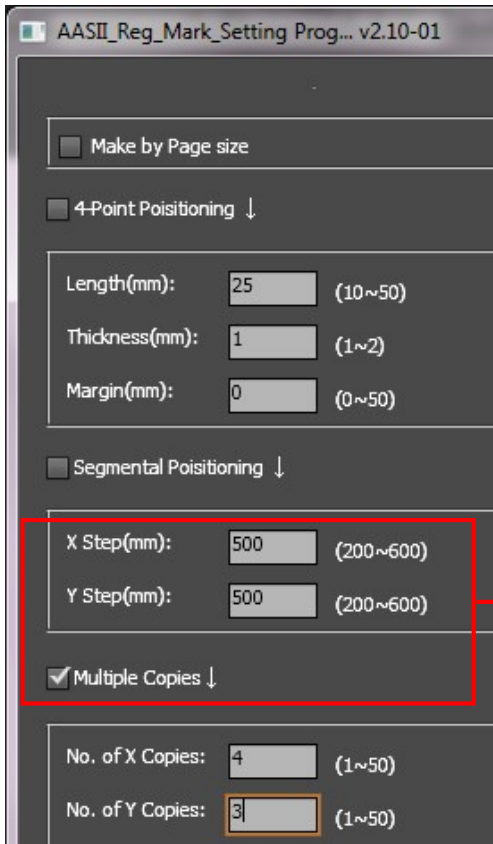 AASII_Reg_Mark_Setting Prog... v2.10-01
Make by Page size
4-Point Poisitioning ↓
Length(mm): 25 (10~50)
Thickness(mm): 1 (1~2)
Margin(mm): 0 (0~50)
Segmental Poisitioning ↓
X Step(mm): 500 (200~600)
Y Step(mm): 500 (200~600)
Multiple Copies ↓
No. of X Copies: 4 (1~50)
No. of Y Copies: 3 (1~50)